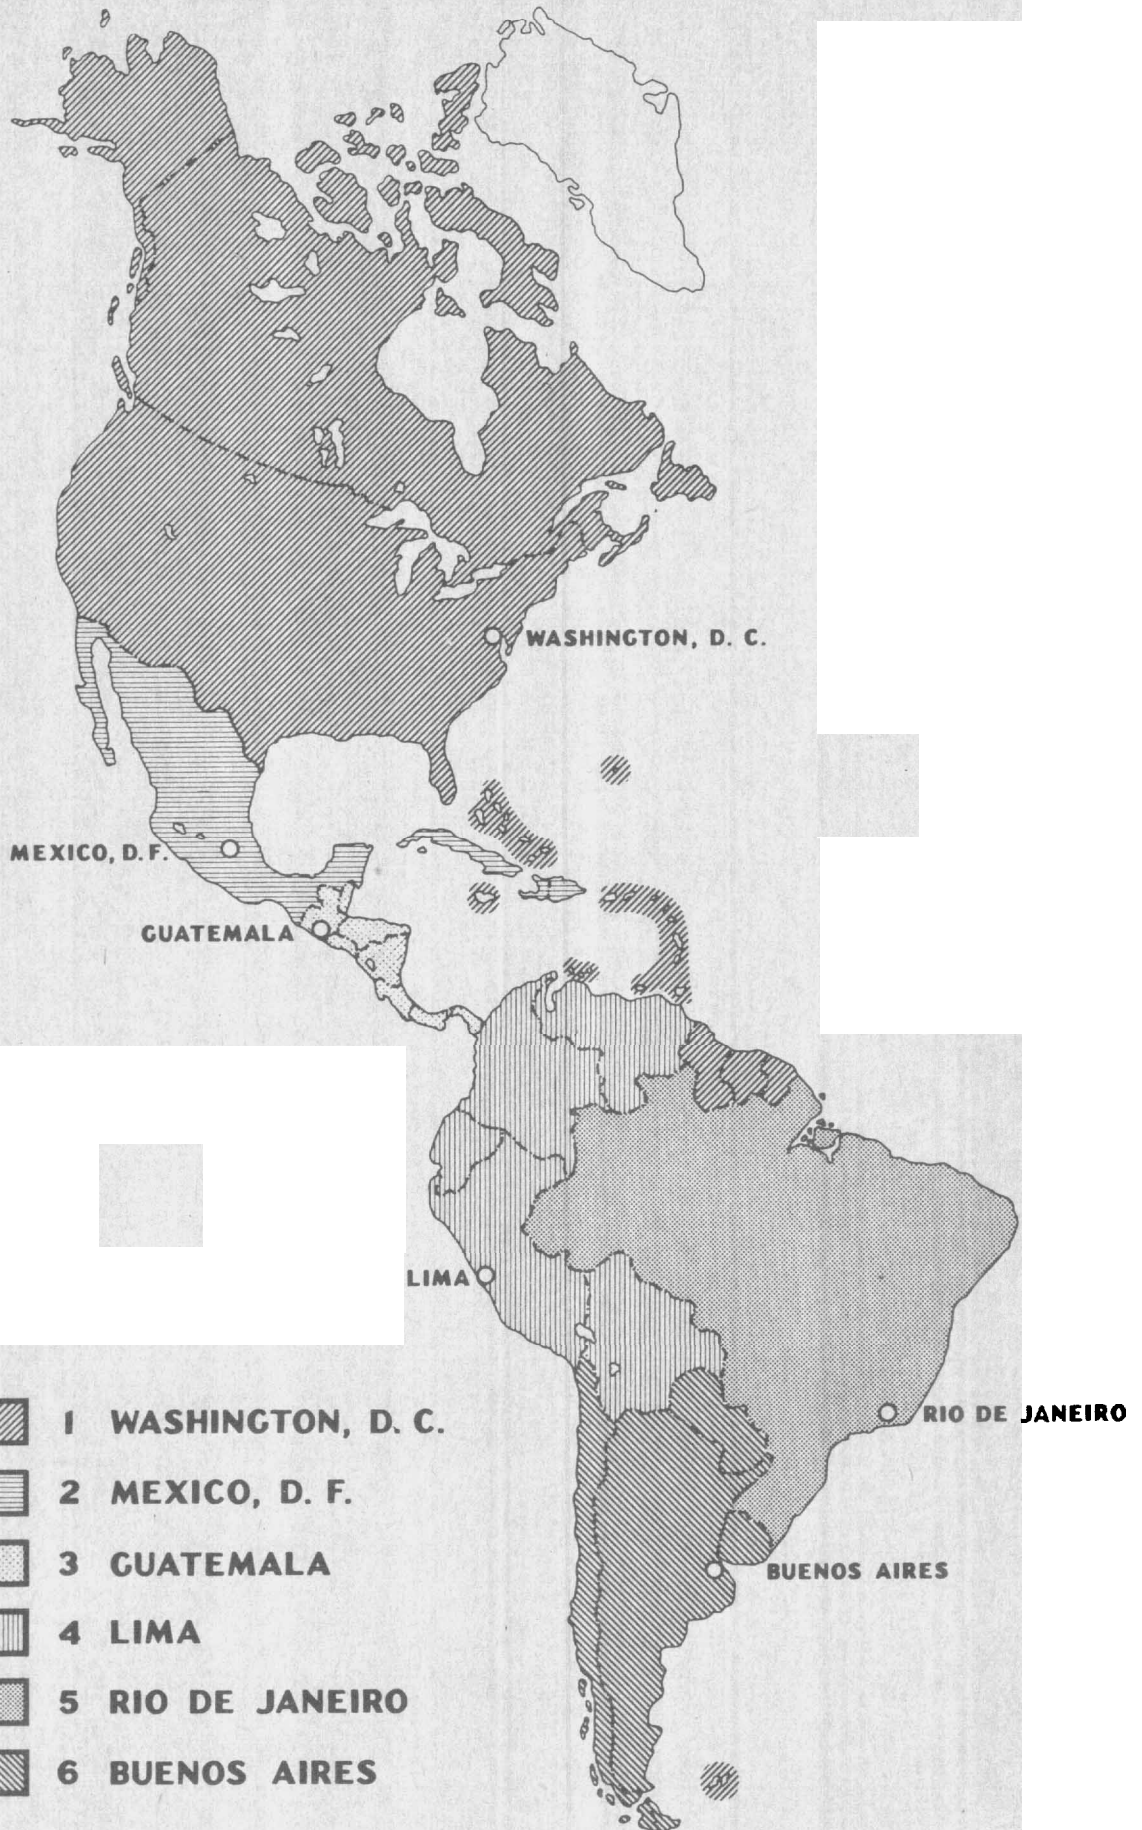 WASHINGTON, D. C.
MEXICO, D. F.
GUATEMALA
LIMA
RIO DE JANEIRO
BUENOS AIRES
1 WASHINGTON, D. C.
2 MEXICO, D. F.
3 GUATEMALA
4 LIMA
5 RIO DE JANEIRO
6 BUENOS AIRES